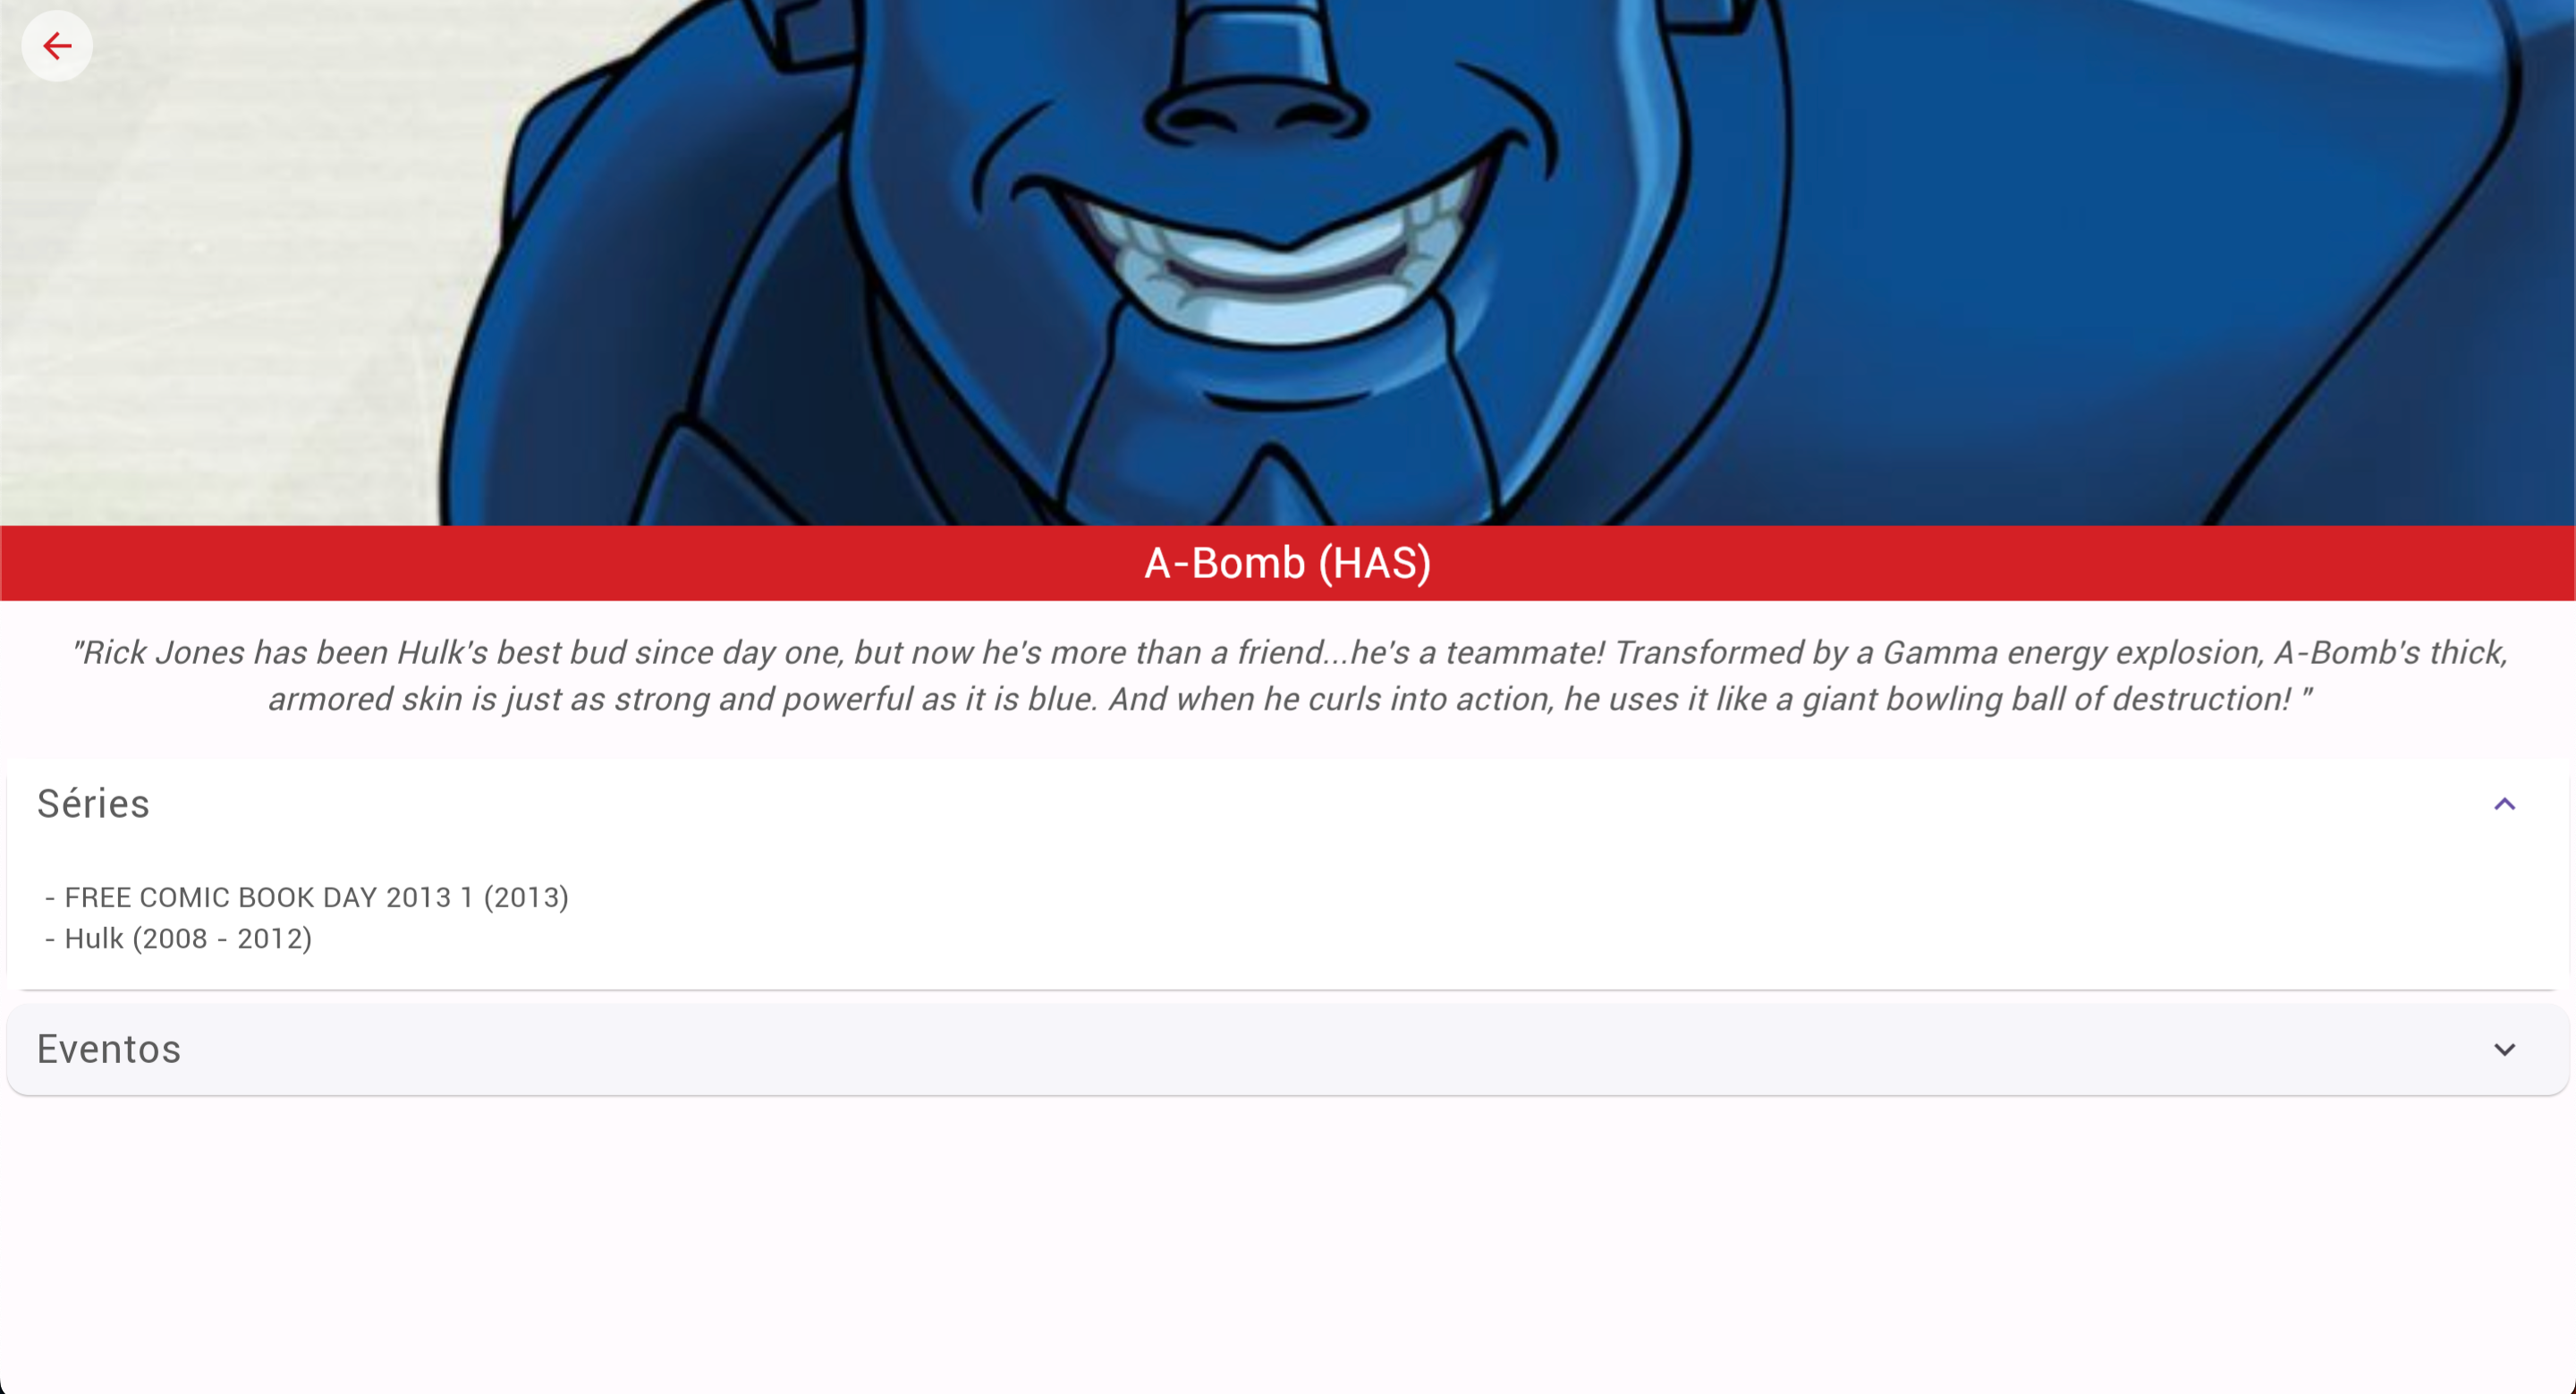 A-Bomb (HAS)
"Rick Jones has been Hulk's best bud since day one, but now he's more than a friend...he's a teammate! Transformed by a Gamma energy explosion, A-Bomb's thick,
armored skin is just as strong and powerful as it is blue. And when he curls into action, he uses it like a giant bowling ball of destruction! "
Séries
- FREE COMIC BOOK DAY 2013 1 (2013)
- Hulk (2008 - 2012)
Eventos